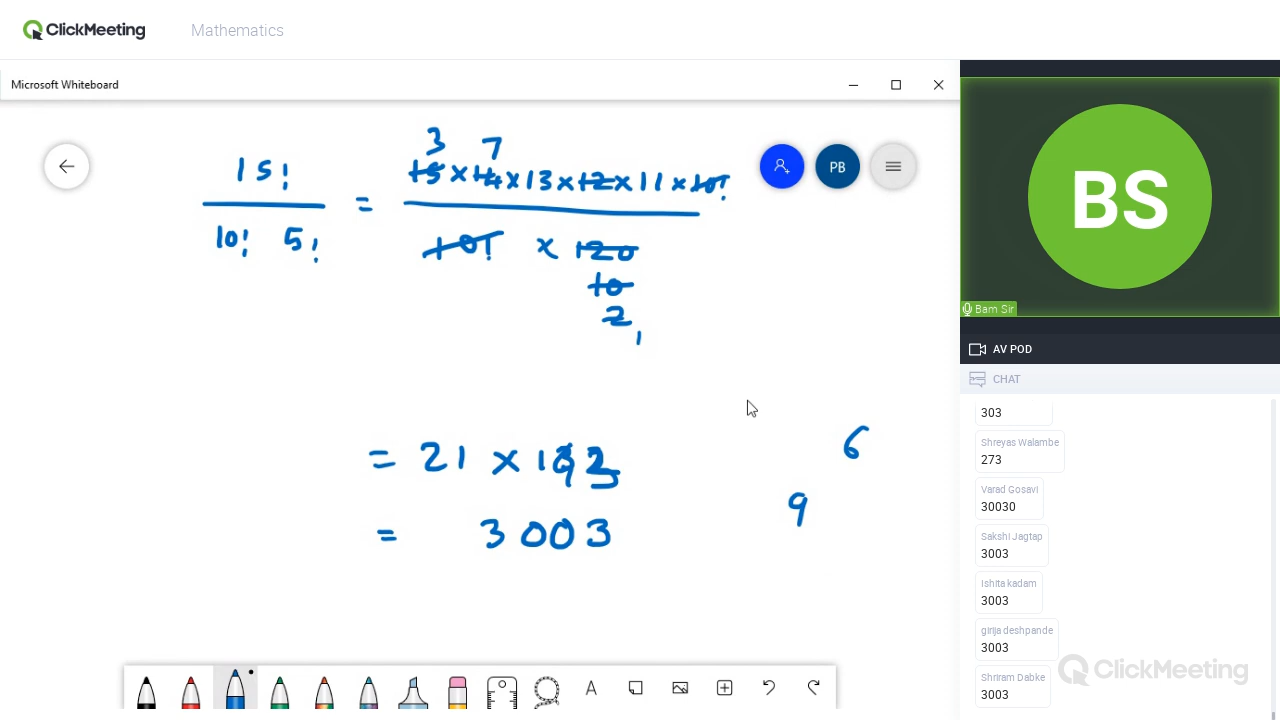 ClickMeeting Mathematics
Microsoft Whiteboard
3 7
15! = 15 x 14 x 13 x 12 x 11 x 10!
10! 5! 10! x 120
10
2
1
PB
BS
Bam Sir
AV POD
CHAT
303
Shreyas Walambe
273
Varad Gosavi
30030
Sakshi Jagtap
3003
Ishita kadam
3003
girija deshpande
3003
Shriram Dabke
3003
= 21 x
6
9
= 3003
A
ClickMeeting